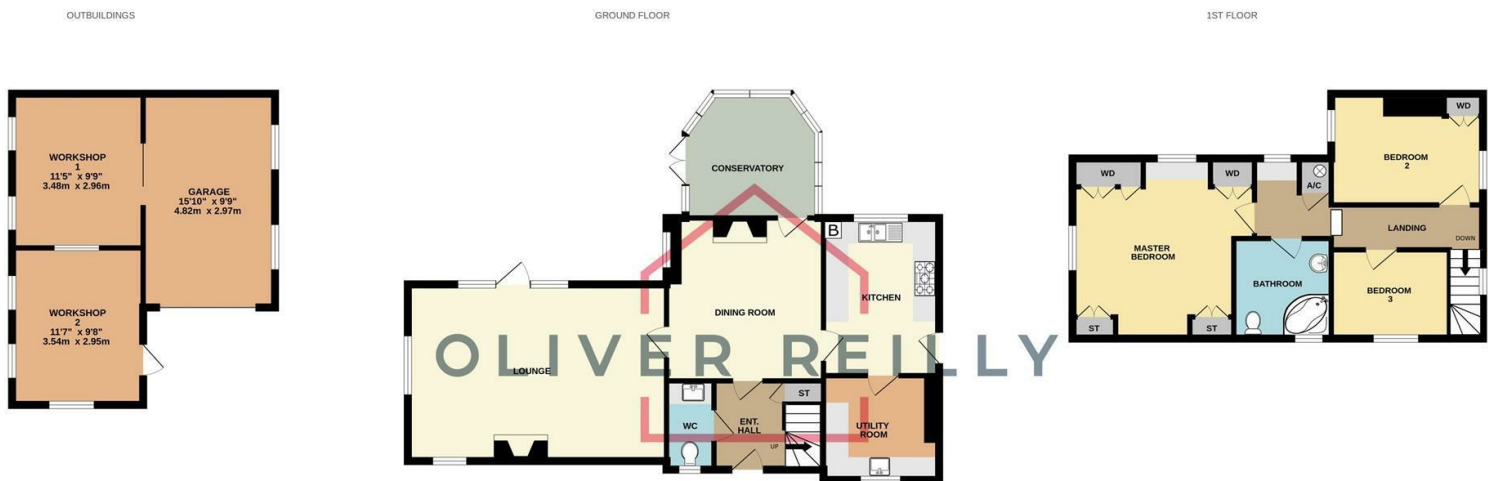 OUTBUILDINGS
GROUND FLOOR
1ST FLOOR
WORKSHOP
1
11'5" x 9'9"
3.48m x 2.96m
GARAGE
15'10" x 9'9"
4.82m x 2.97m
WORKSHOP
2
11'7" x 9'8"
3.54m x 2.95m
CONSERVATORY
B
KITCHEN
DINING ROOM
LOUNGE
OLIVER REILLY
ST
WC
ENT.
HALL
UP
UTILITY
ROOM
WD
BEDROOM
2
WD
WD
A/C
LANDING
DOWN
MASTER
BEDROOM
BATHROOM
BEDROOM
3
ST
ST